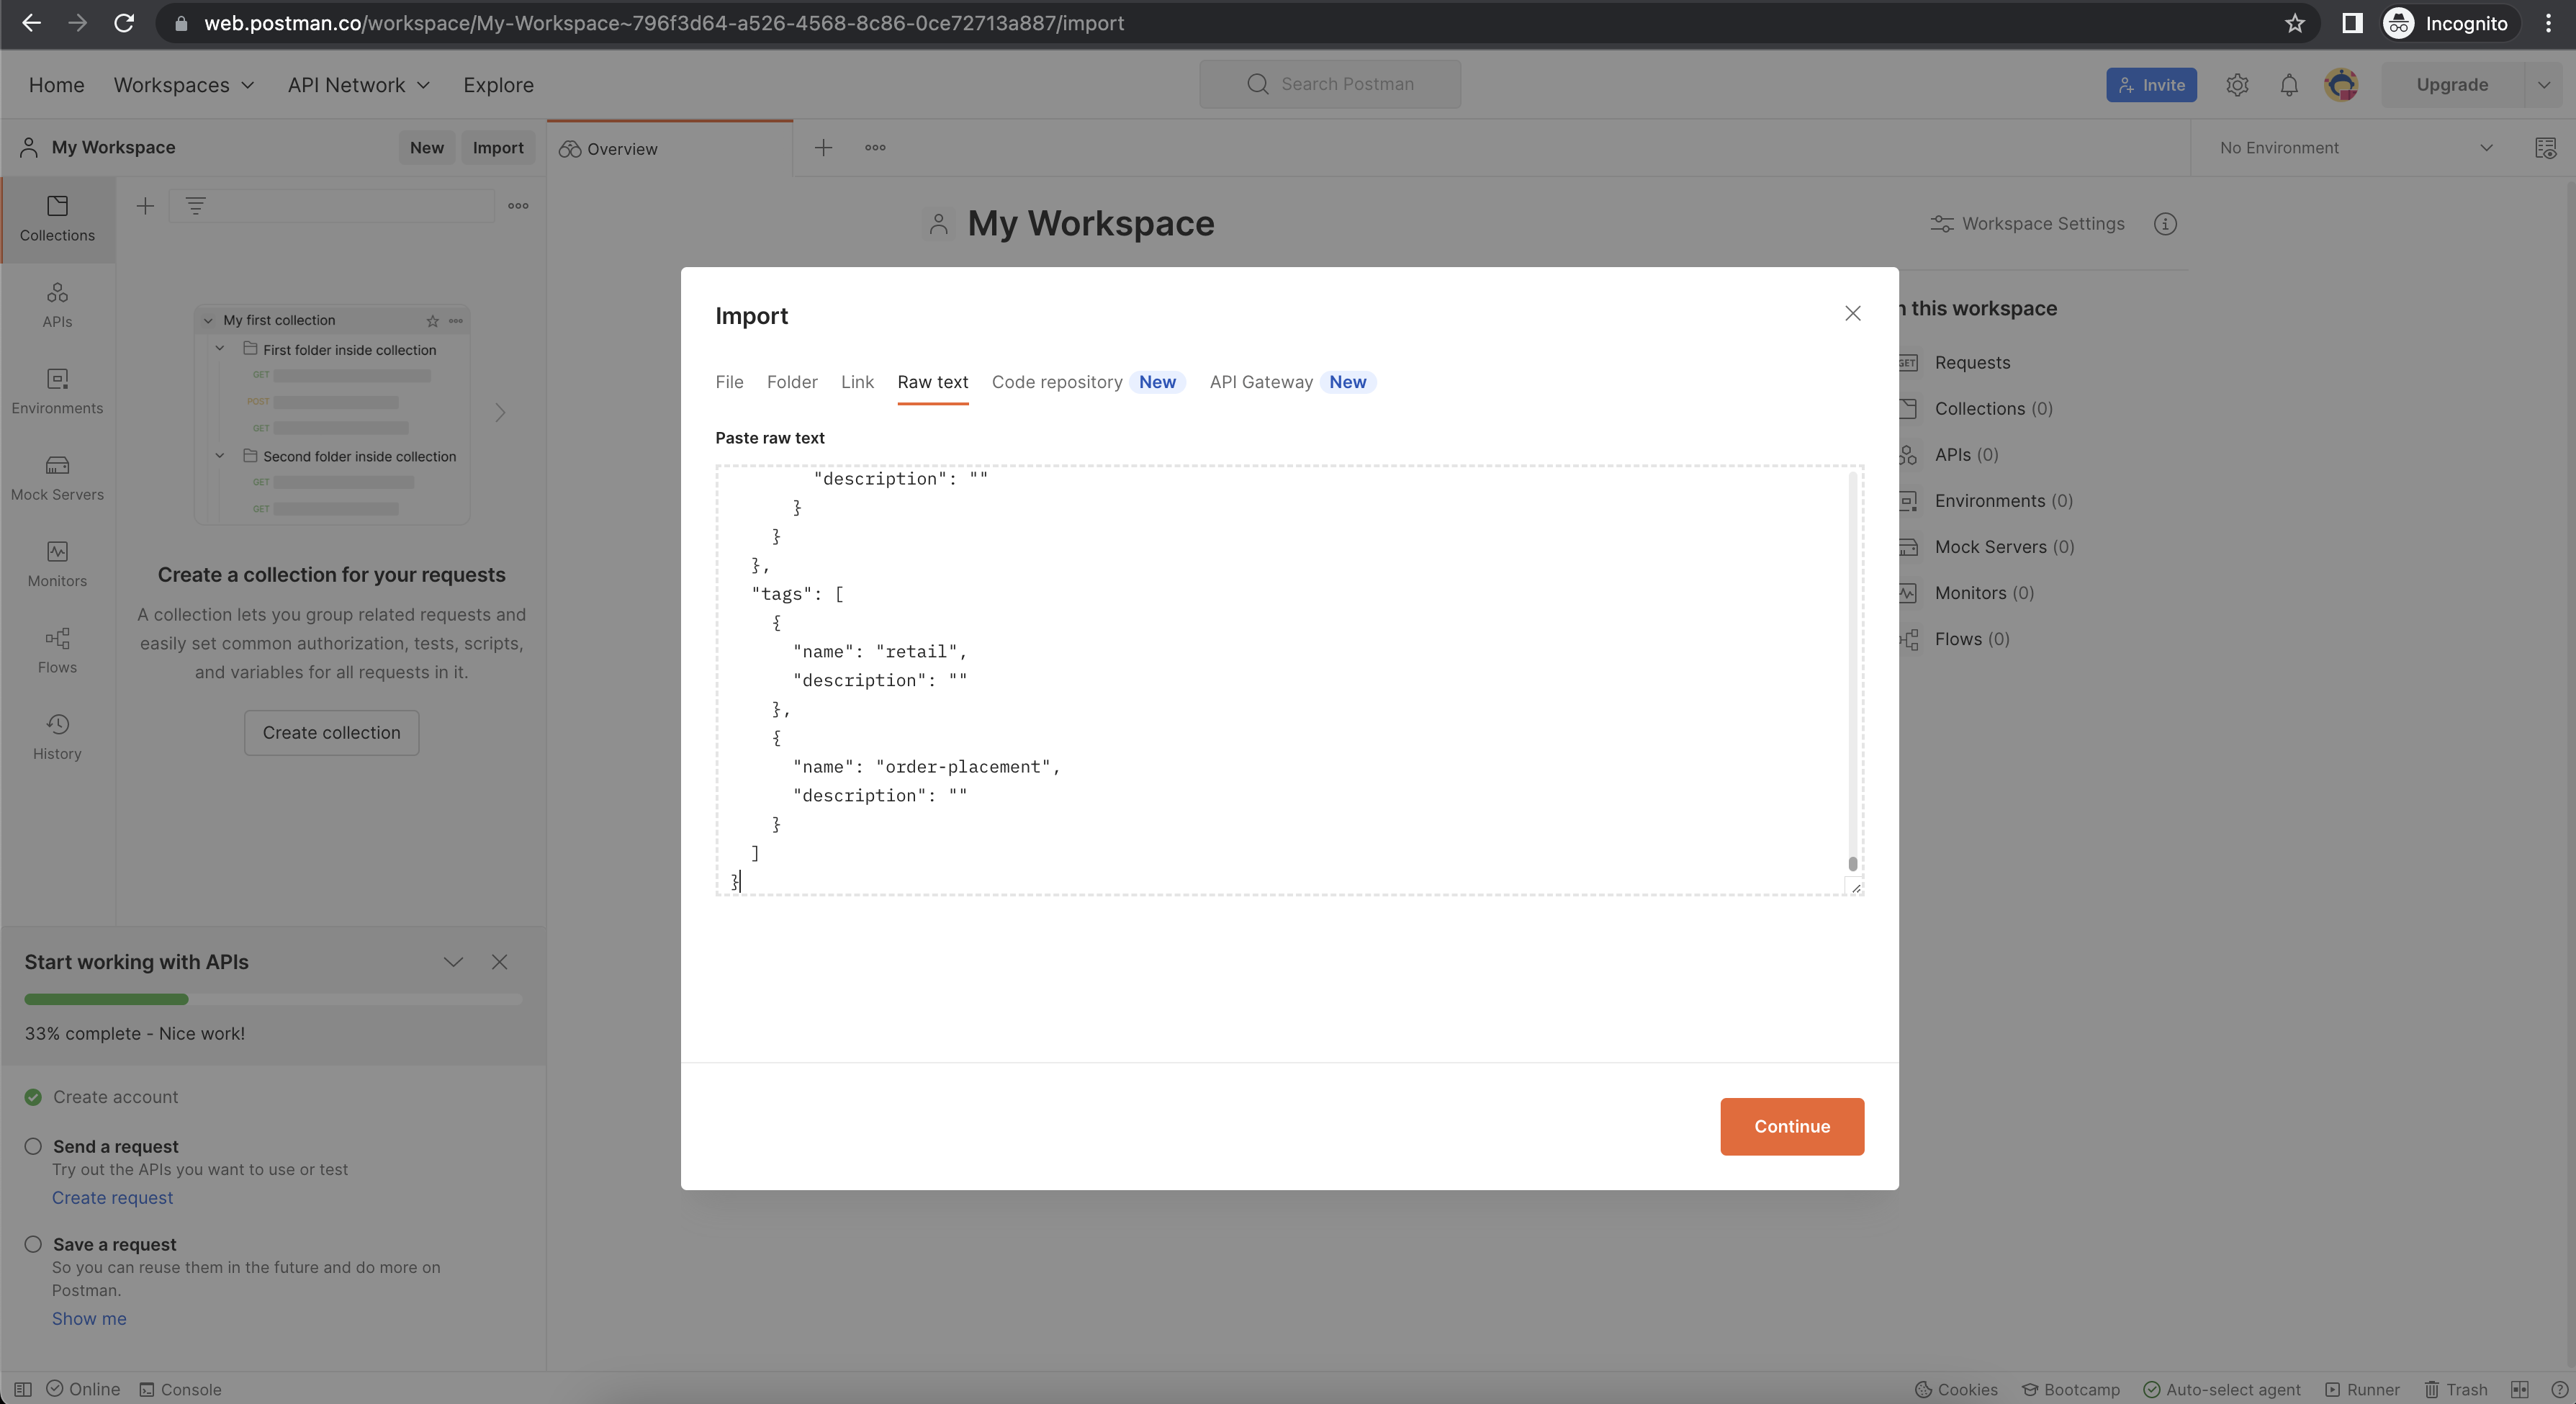 web.postman.co/workspace/My-Workspace~796f3d64-a526-4568-8c86-0ce72713a887/import
Incognito
Home
Workspaces
API Network
Explore
Search Postman
Invite
Upgrade
My Workspace
New
Import
Overview
No Environment
Collections
APIs
Environments
Mock Servers
Monitors
Flows
History
My first collection
First folder inside collection
GET
POST
GET
Second folder inside collection
GET
GET
Create a collection for your requests
A collection lets you group related requests and
easily set common authorization, tests, scripts,
and variables for all requests in it.
Create collection
Start working with APIs
33% complete - Nice work!
Create account
Send a request
Try out the APIs you want to use or test
Create request
Save a request
So you can reuse them in the future and do more on
Postman.
Show me
My Workspace
Workspace Settings
Import
File
Folder
Link
Raw text
Code repository New
API Gateway New
Paste raw text
"description": ""
}
}
},
"tags": [
{
"name": "retail",
"description": ""
},
{
"name": "order-placement",
"description": ""
}
]
}
Continue
this workspace
Requests
Collections (0)
APIs (0)
Environments (0)
Mock Servers (0)
Monitors (0)
Flows (0)
Online
Console
Cookies
Bootcamp
Auto-select agent
Runner
Trash